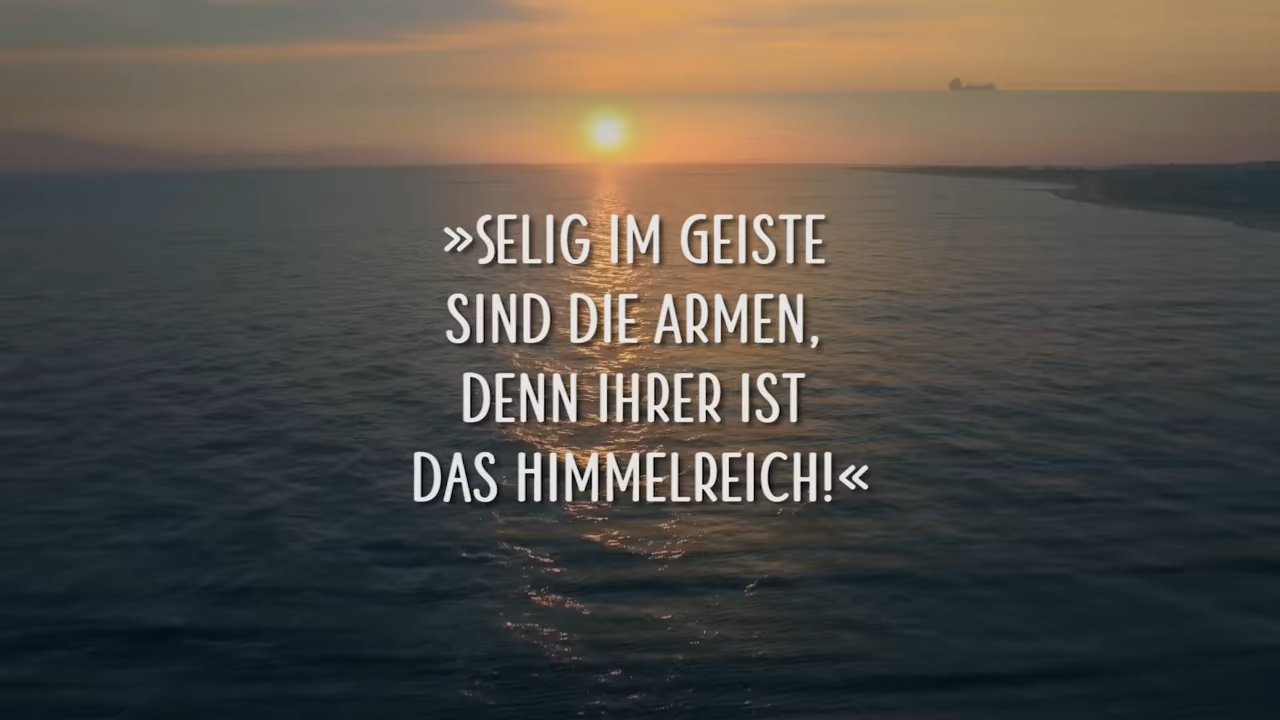 »SELIG IM GEISTE
SIND DIE ARMEN,
DENN IHRER IST
DAS HIMMELREICH!«